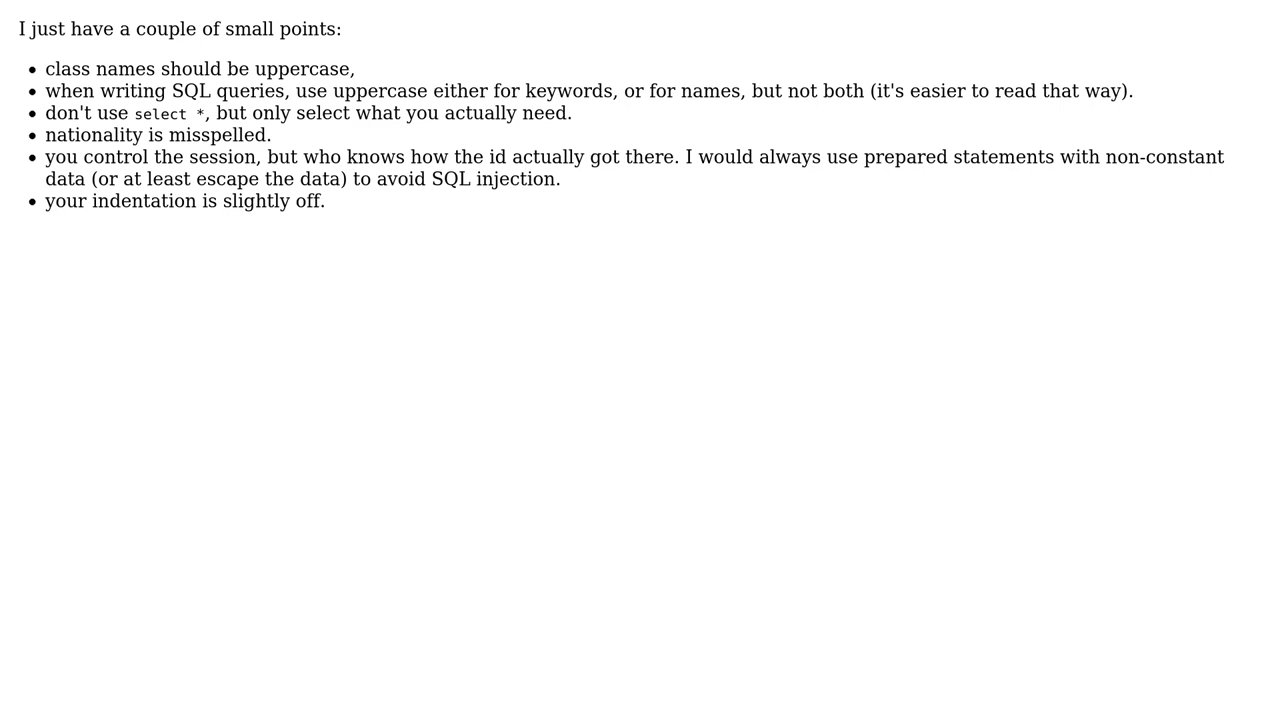 I just have a couple of small points:
• class names should be uppercase,
• when writing SQL queries, use uppercase either for keywords, or for names, but not both (it's easier to read that way).
• don't use select *, but only select what you actually need.
• nationality is misspelled.
• you control the session, but who knows how the id actually got there. I would always use prepared statements with non-constant
data (or at least escape the data) to avoid SQL injection.
• your indentation is slightly off.